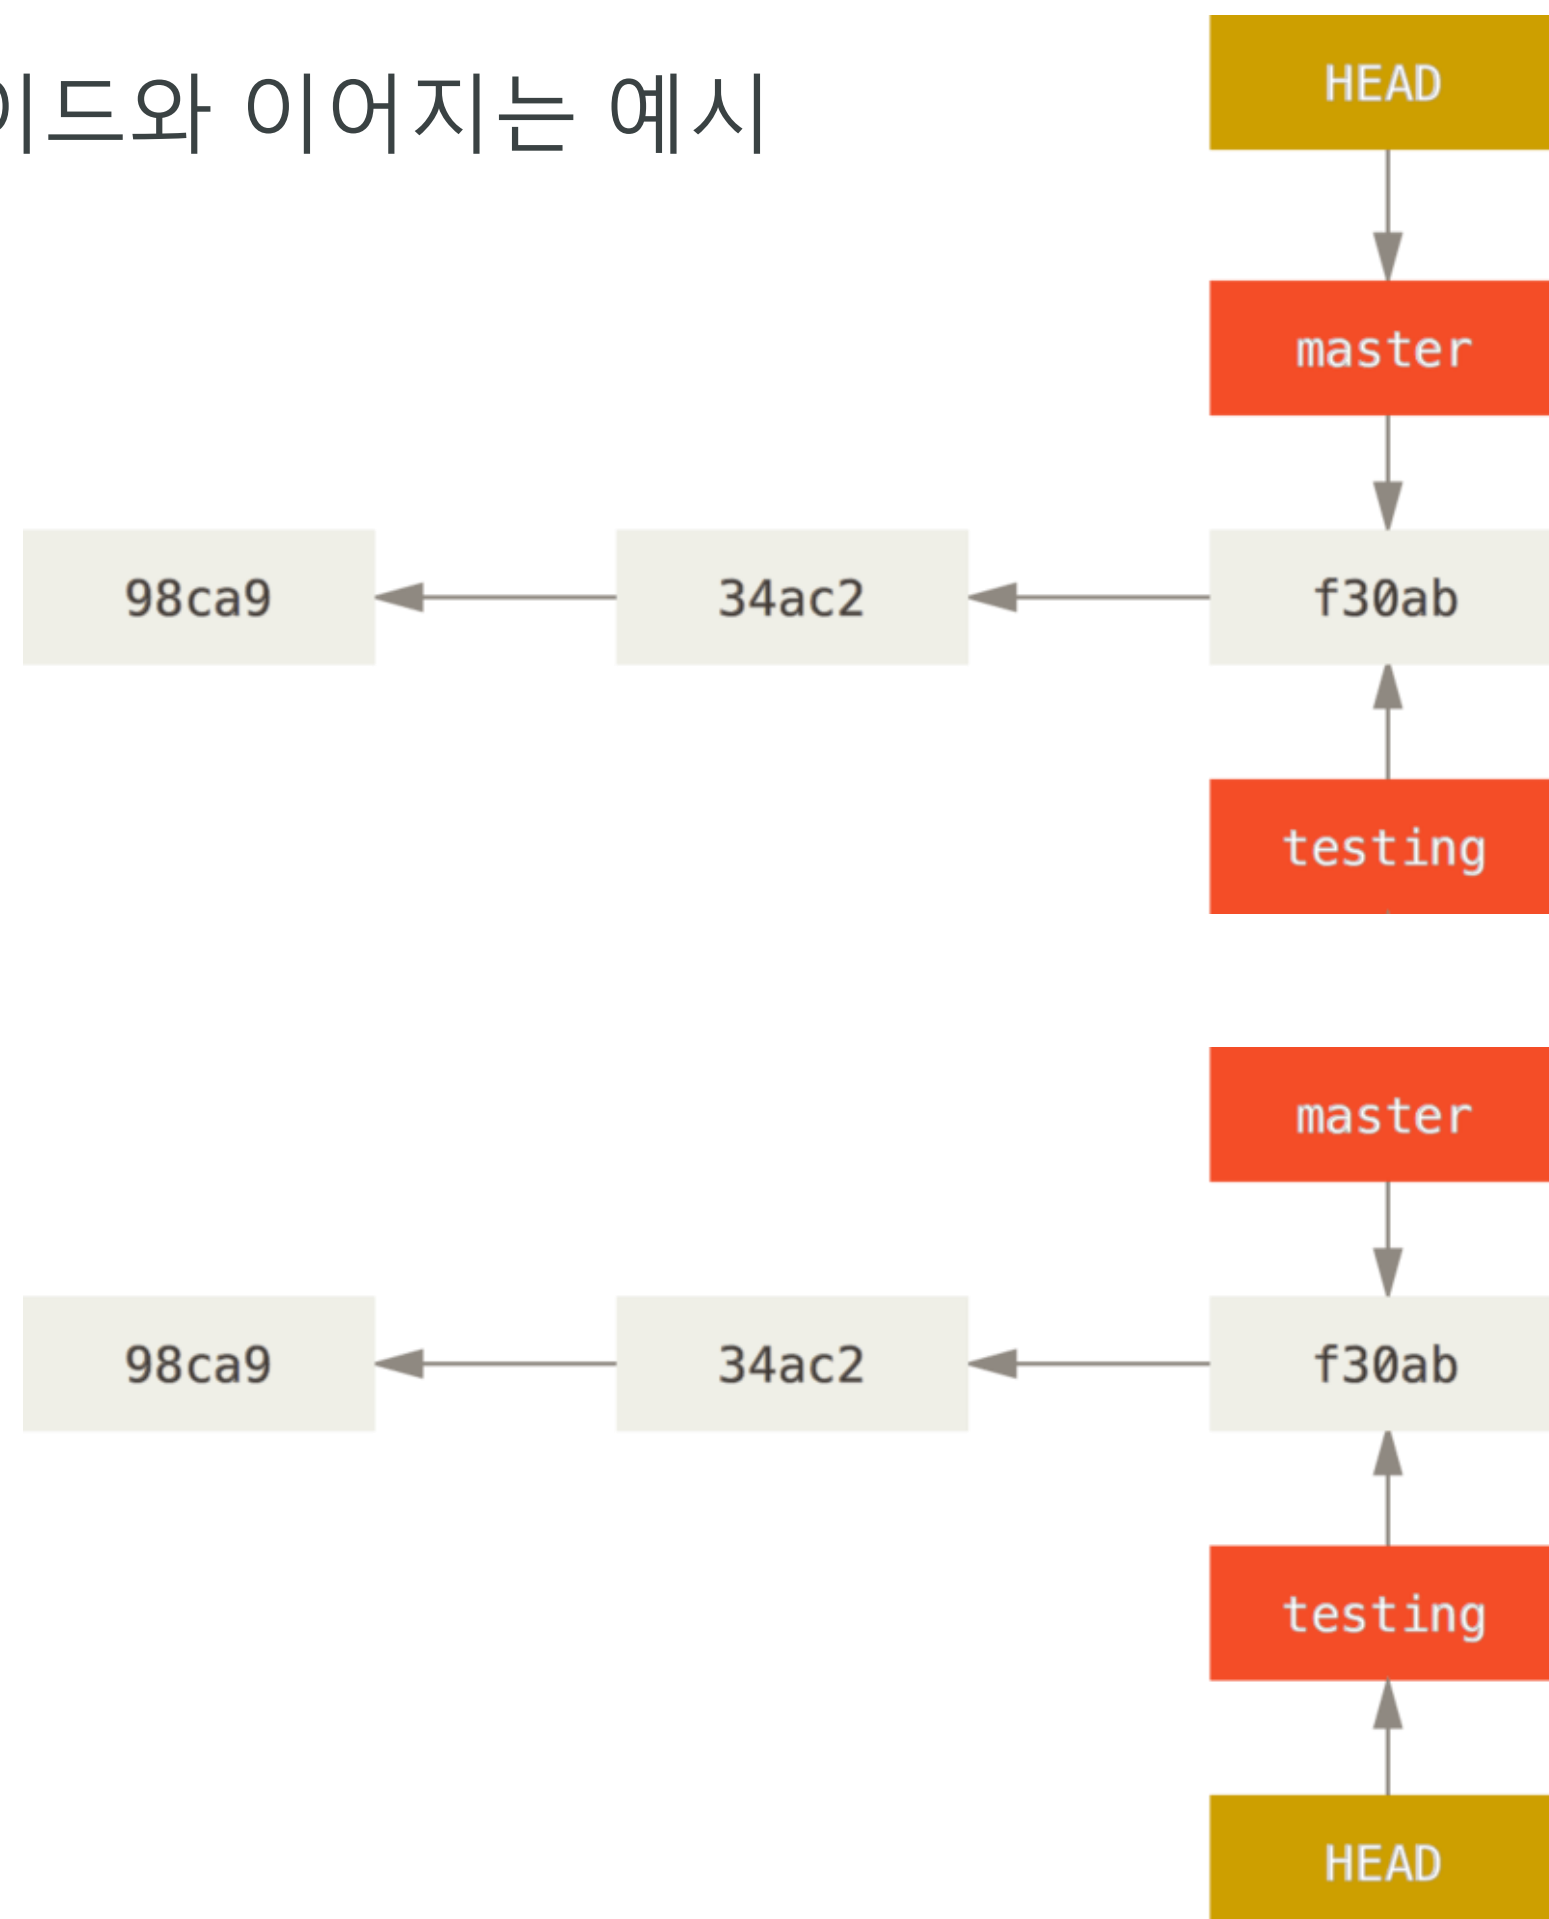 이드와 이어지는 예시
HEAD
master
98ca9 34ac2 f30ab
testing
master
98ca9 34ac2 f30ab
testing
HEAD